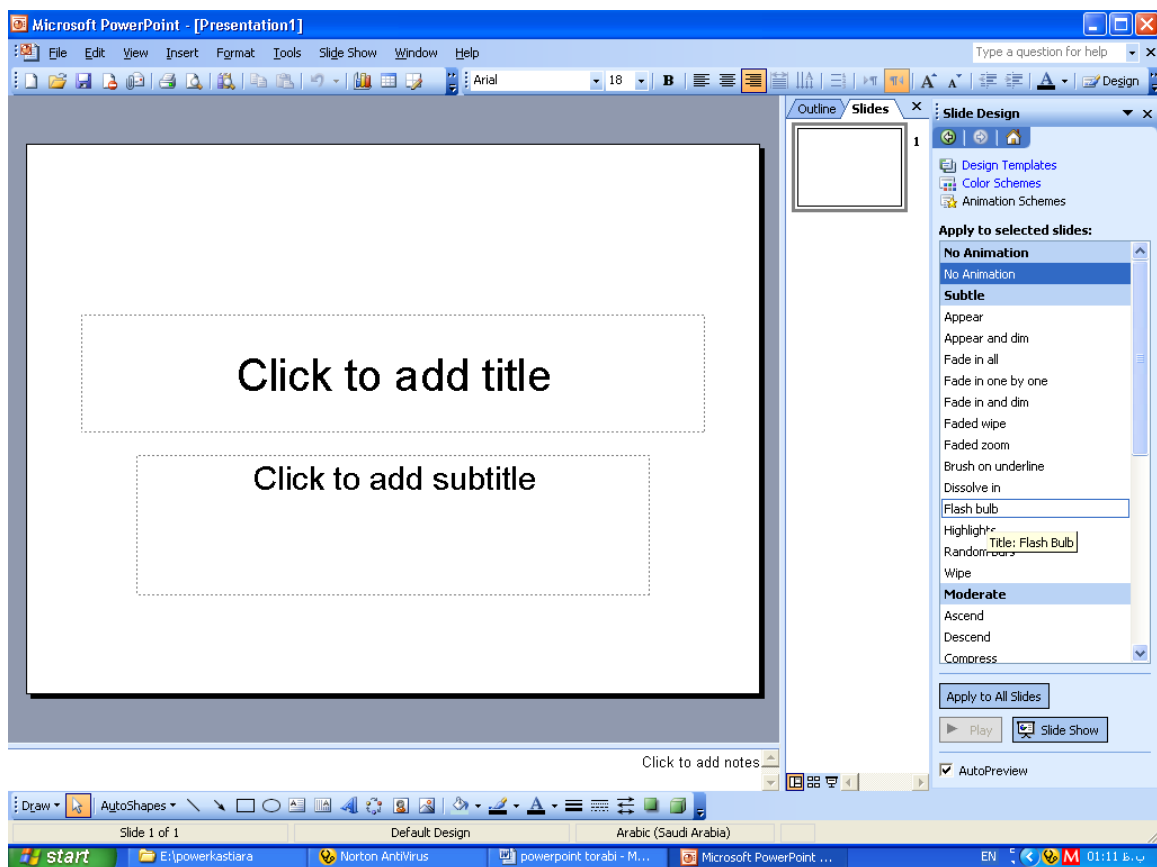 Microsoft PowerPoint - [Presentation1]
File Edit View Insert Format Tools Slide Show Window Help
Type a question for help
Arial 18 B A A A Design
Outline Slides
1
Slide Design
Design Templates
Color Schemes
Animation Schemes
Apply to selected slides:
No Animation
No Animation
Subtle
Appear
Appear and dim
Fade in all
Fade in one by one
Fade in and dim
Faded wipe
Faded zoom
Brush on underline
Dissolve in
Flash bulb
Highlights
Title: Flash Bulb
Random bars
Wipe
Moderate
Ascend
Descend
Compress
Apply to All Slides
Play Slide Show
AutoPreview
Click to add title
Click to add subtitle
Click to add notes
Draw AutoShapes A
Slide 1 of 1 Default Design Arabic (Saudi Arabia)
start E:\powerkastiara Norton AntiVirus powerpoint torabi - M... Microsoft PowerPoint ... EN 01:11 ب.ظ